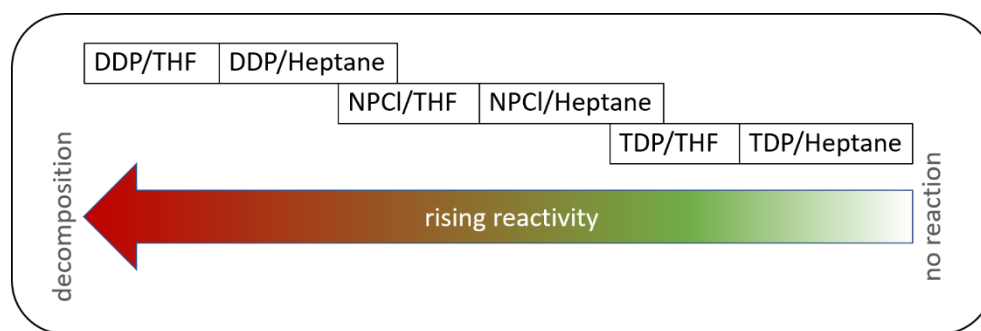 DDP/THF DDP/Heptane
NPCl/THF NPCl/Heptane
TDP/THF TDP/Heptane
decomposition
rising reactivity
no reaction